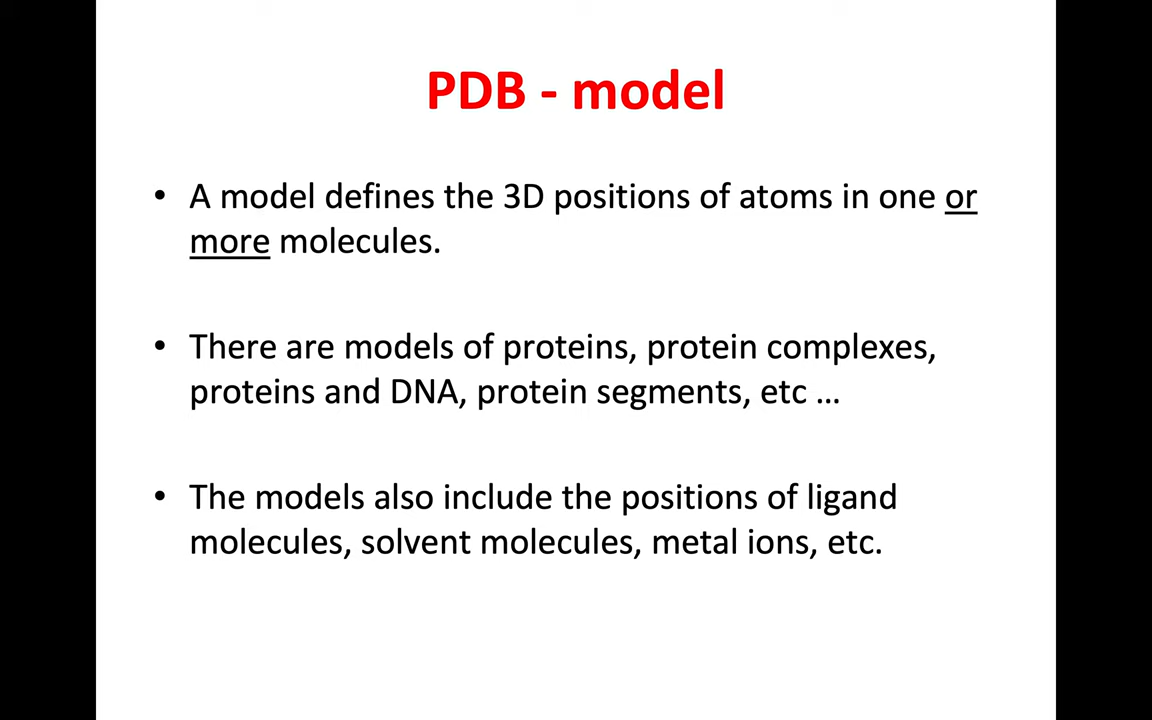 PDB - model
• A model defines the 3D positions of atoms in one or
more molecules.
• There are models of proteins, protein complexes,
proteins and DNA, protein segments, etc …
• The models also include the positions of ligand
molecules, solvent molecules, metal ions, etc.